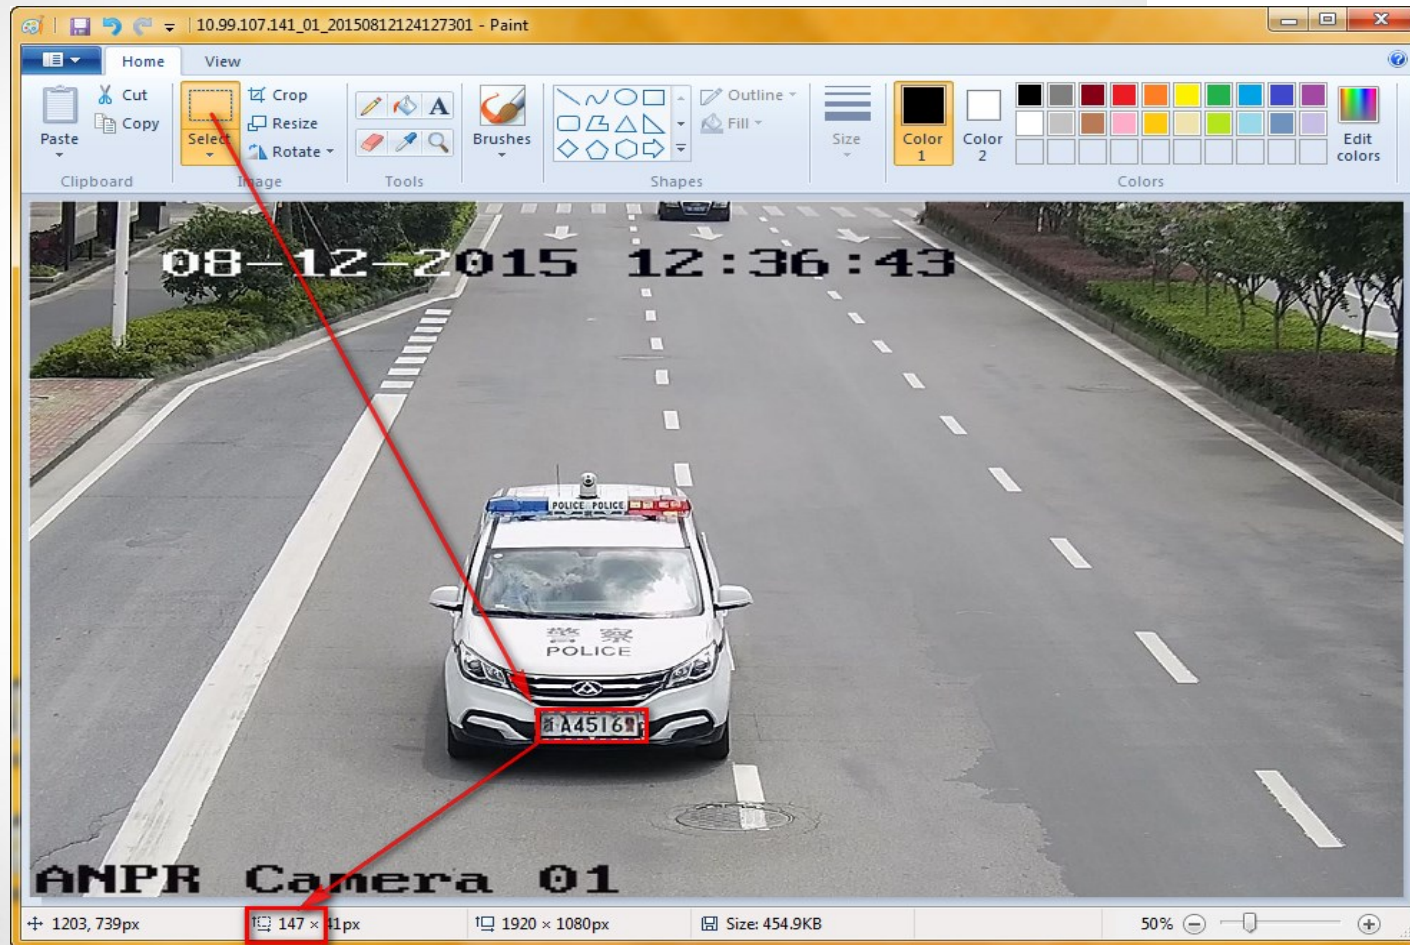 10.99.107.141_01_20150812124127301 - Paint
Home View
Paste
Cut
Copy
Clipboard
Select
Crop
Resize
Rotate
Image
A
Tools
Brushes
Outline
Fill
Shapes
Size
Color 1
Color 2
Edit colors
Colors
08-12-2015 12:36:43
POLICE POLICE
警察
POLICE
A4516
ANPR Camera 01
1203, 739px
147 × 41px
1920 × 1080px
Size: 454.9KB
50%